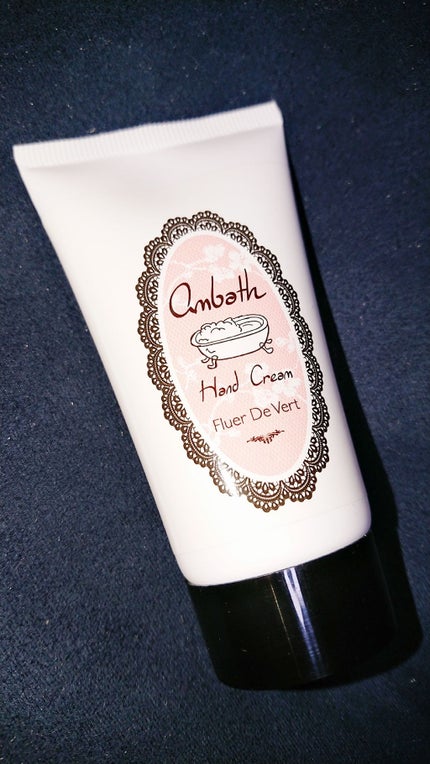 Ambath
Hand Cream
Fluer De Vert